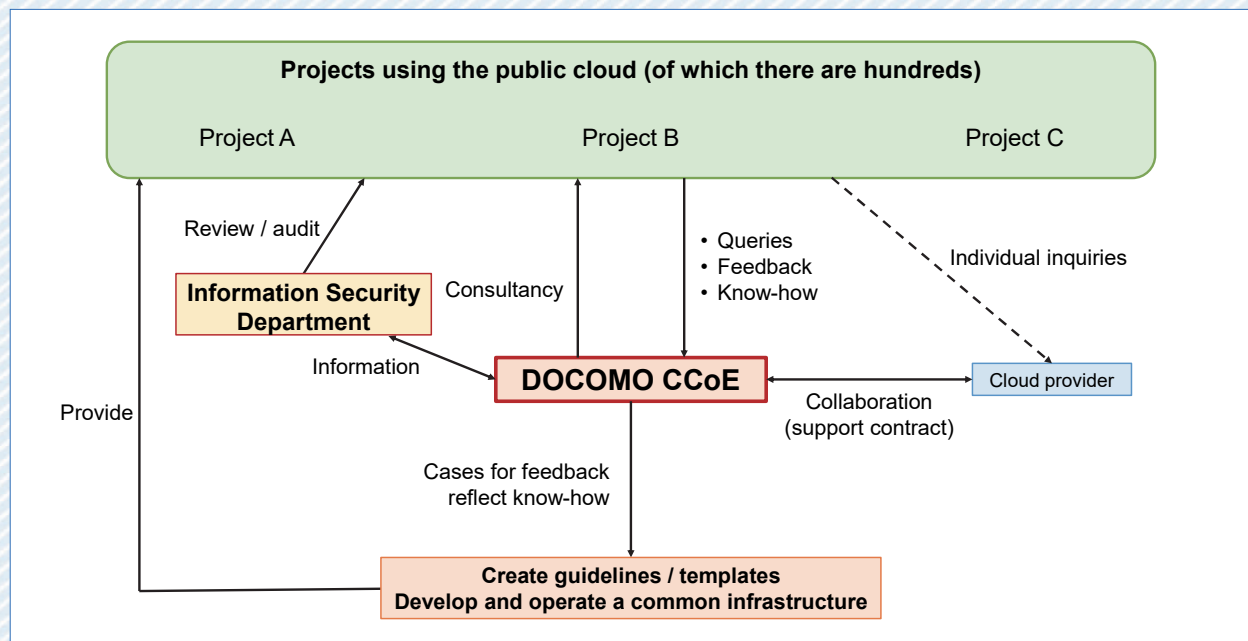 Projects using the public cloud (of which there are hundreds)
Project A
Project B
Project C
Review / audit
• Queries
• Feedback
• Know-how
Individual inquiries
Information Security
Department
Consultancy
Information
DOCOMO CCoE
Cloud provider
Collaboration
(support contract)
Provide
Cases for feedback
reflect know-how
Create guidelines / templates
Develop and operate a common infrastructure